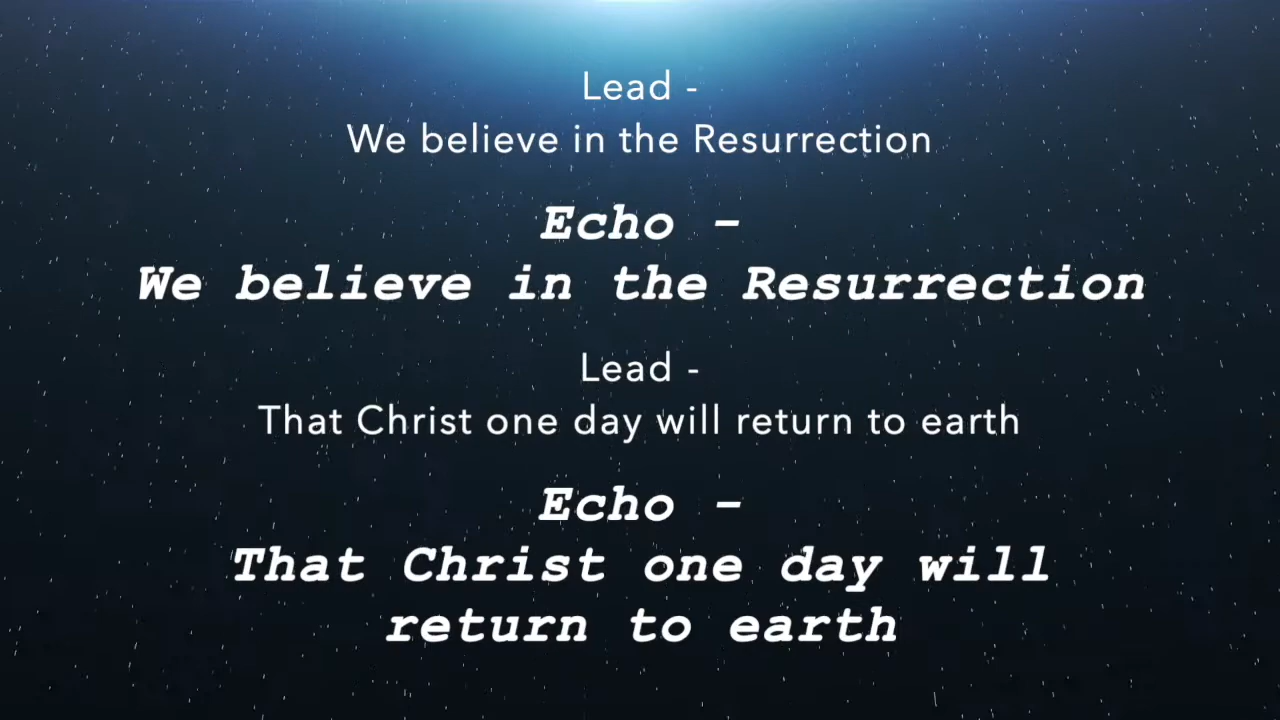 Lead -
We believe in the Resurrection
Echo -
We believe in the Resurrection
Lead -
That Christ one day will return to earth
Echo -
That Christ one day will
return to earth